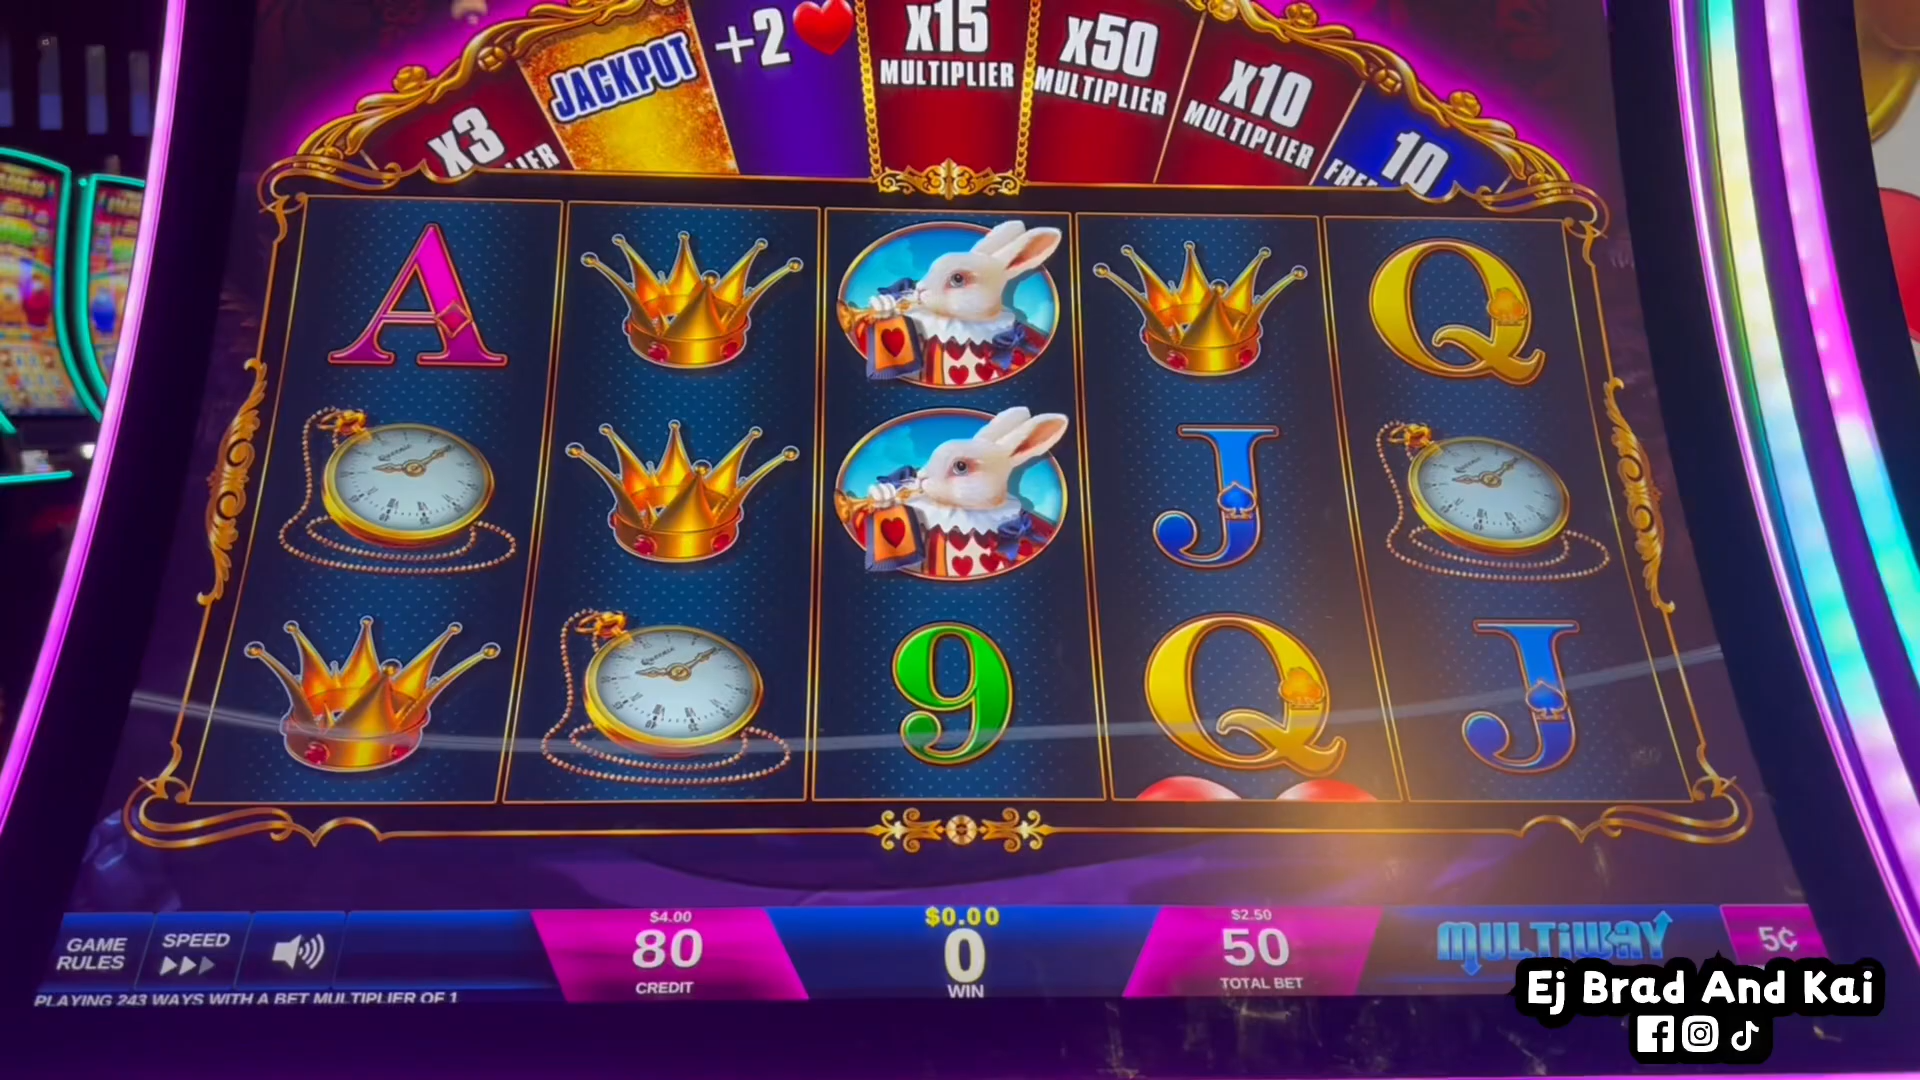 x3
JACKPOT
+2
x15
MULTIPLIER
x50
MULTIPLIER
x10
MULTIPLIER
10
A
Q
J
9
Q
J
GAME
RULES
SPEED
$4.00
80
CREDIT
$0.00
0
WIN
$2.50
50
TOTAL BET
MULTIWAY
5¢
PLAYING 243 WAYS WITH A BET MULTIPLIER OF 1
Ej Brad And Kai